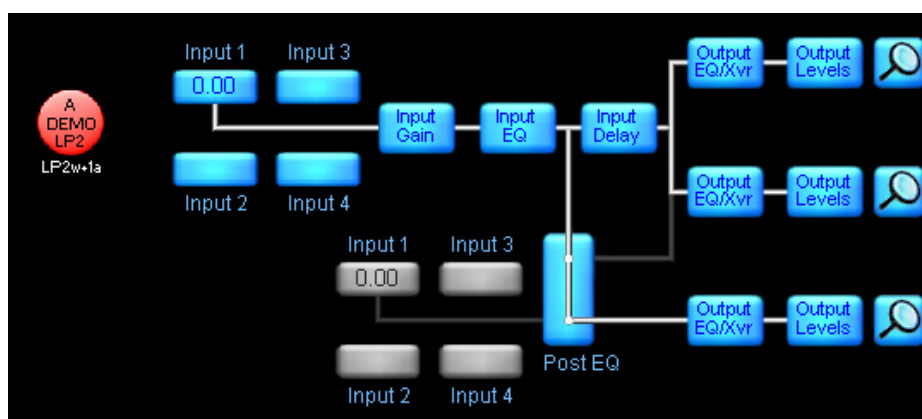 Input 1
Input 3
0.00
A
DEMO
LP2
LP2w+1a
Input 2
Input 4
Input
Gain
Input
EQ
Input
Delay
Output
EQ/Xvr
Output
Levels
Output
EQ/Xvr
Output
Levels
Input 1
Input 3
0.00
Input 2
Input 4
Post EQ
Output
EQ/Xvr
Output
Levels